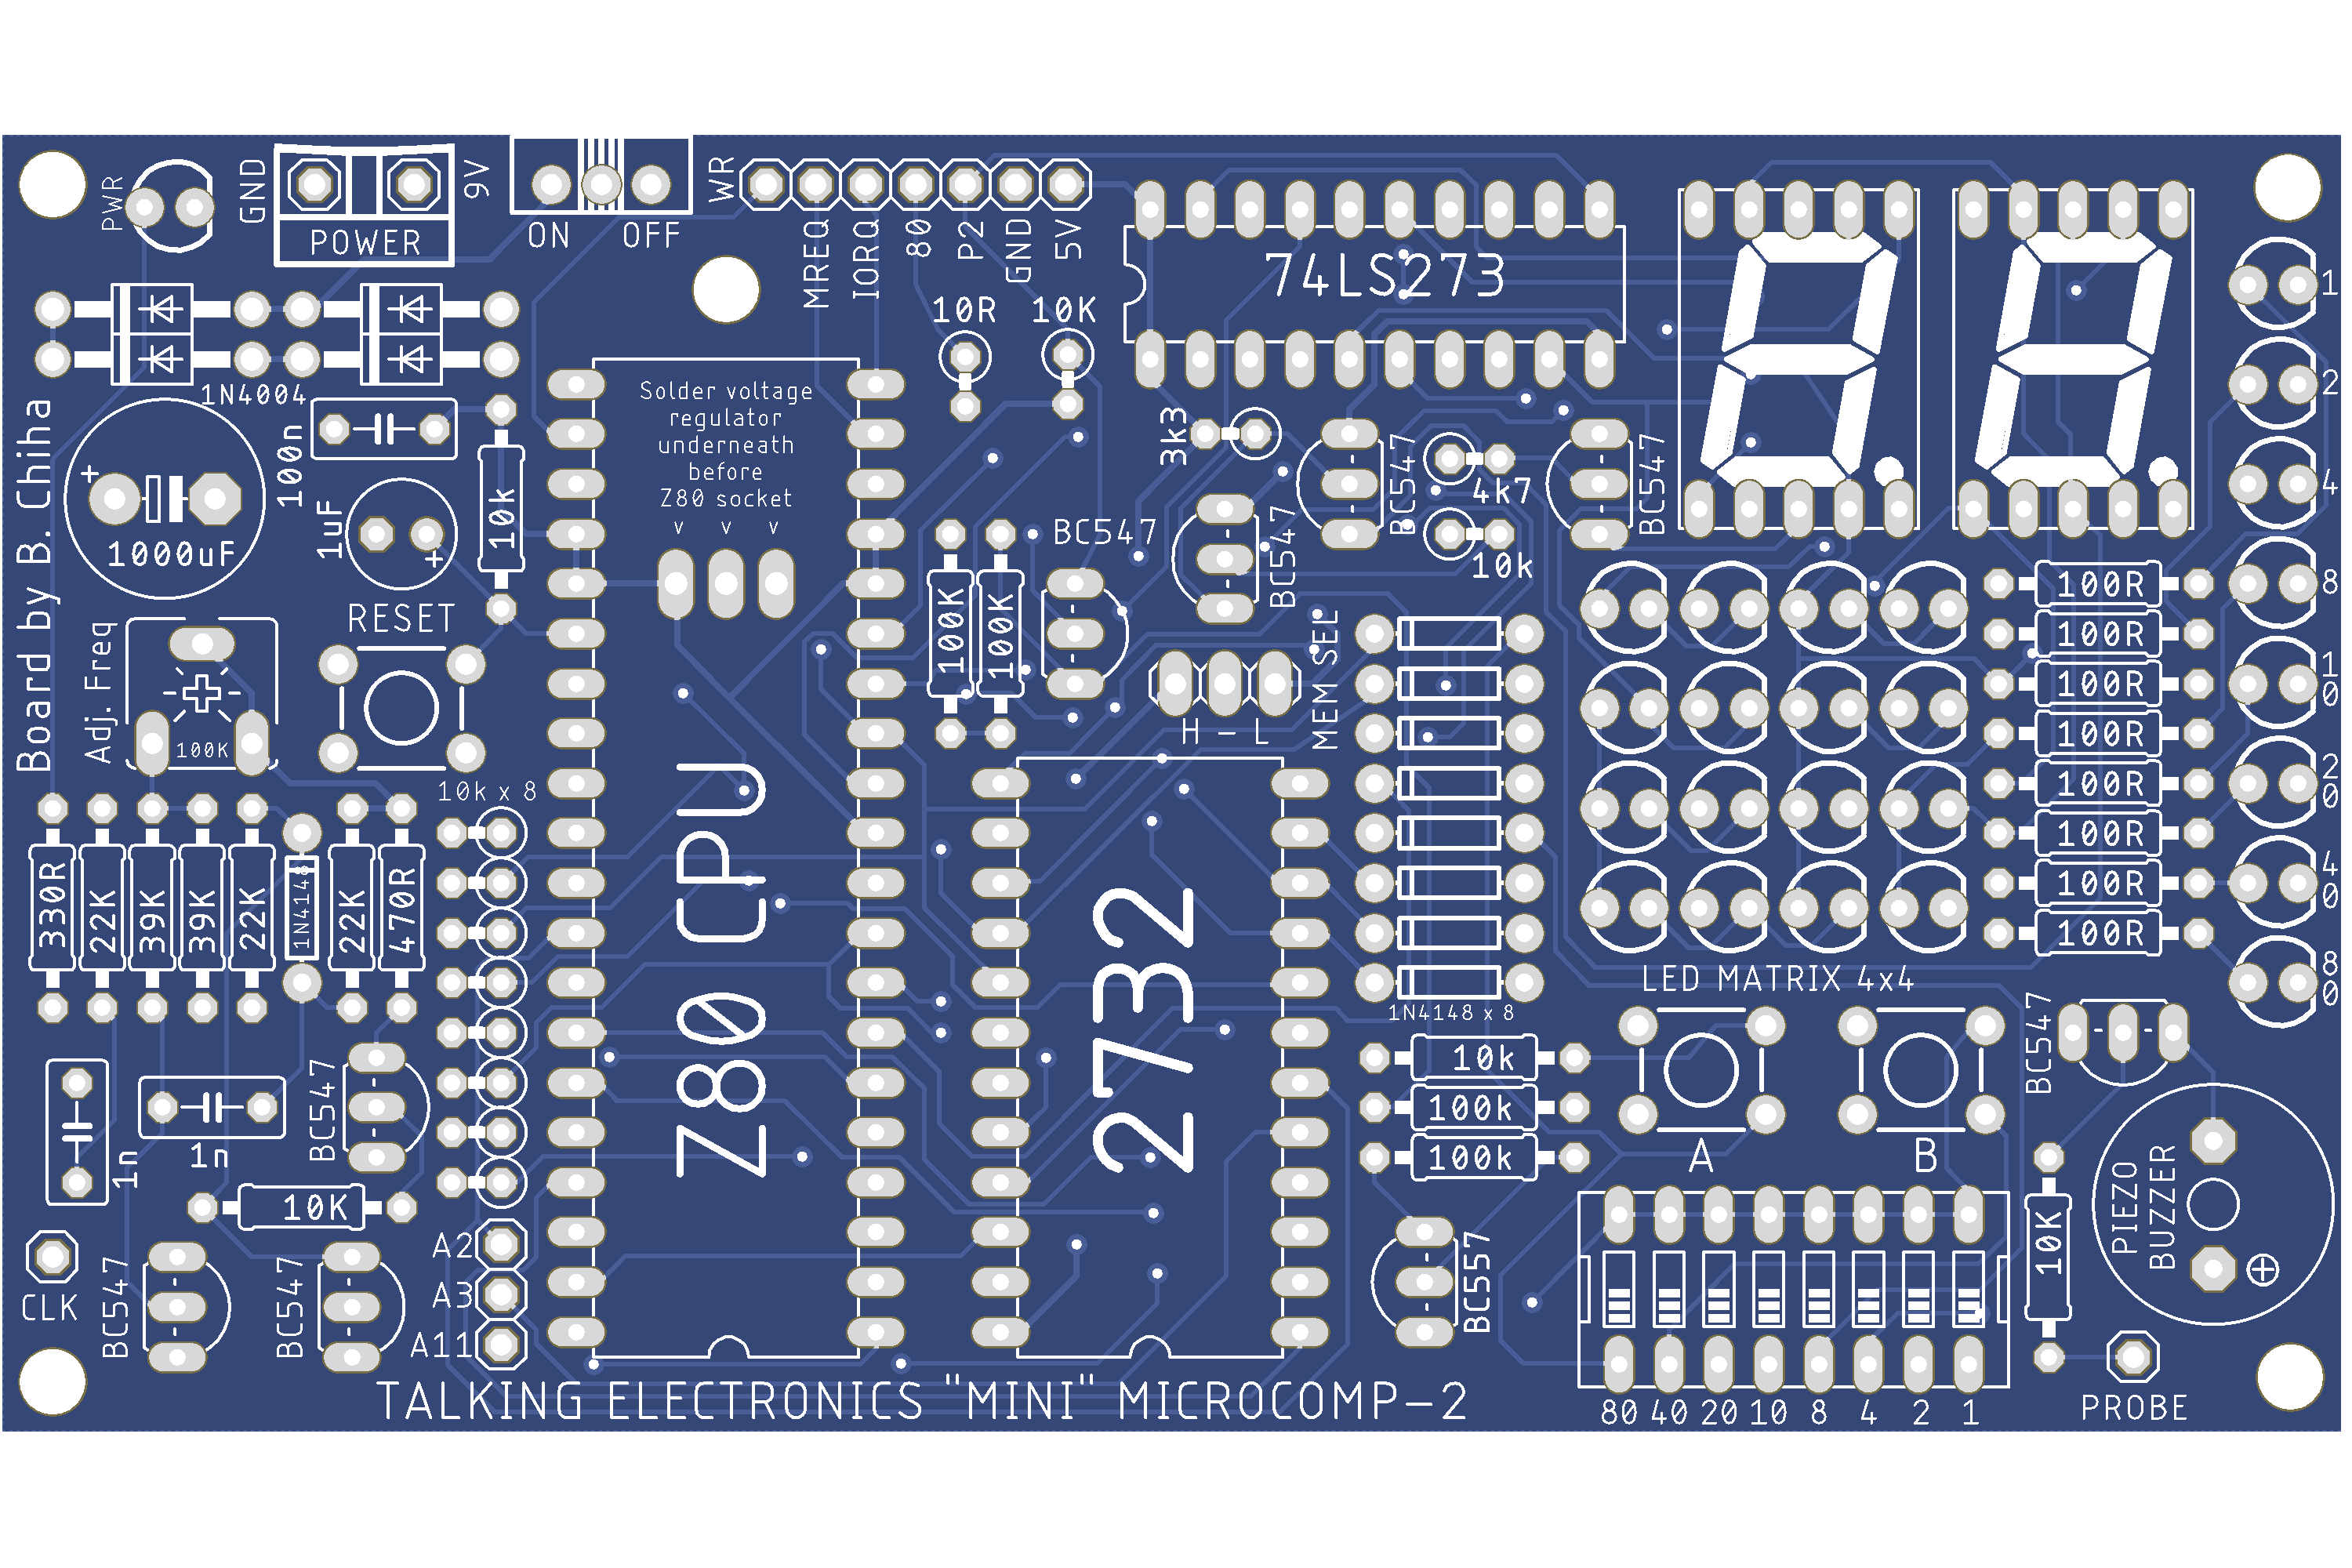 PWR
GND
9V
POWER
ON
OFF
WR
MREQ
IORQ
80
P2
GND
5V
10R
10K
74LS273
1
2
4
8
10
20
40
80
1N4004
100n
Board by B. Chiha
+
1000uF
1uF
+
10k
RESET
Adj. Freq
100K
Solder voltage
regulator
underneath
before
Z80 socket
v v v
3k3
BC547
4k7
BC547
10k
BC547
BC547
100K
100K
H - L
MEM SEL
100R
100R
100R
100R
100R
100R
100R
100R
10k x 8
330R
22K
39K
39K
22K
1N4148
22K
470R
Z80 CPU
2732
1N4148 x 8
LED MATRIX 4x4
10k
100k
100k
A
B
BC547
PIEZO
BUZZER
10K
PROBE
BC557
1n
1n
BC547
10K
CLK
BC547
BC547
A2
A3
A11
80 40 20 10 8 4 2 1
TALKING ELECTRONICS "MINI" MICROCOMP-2